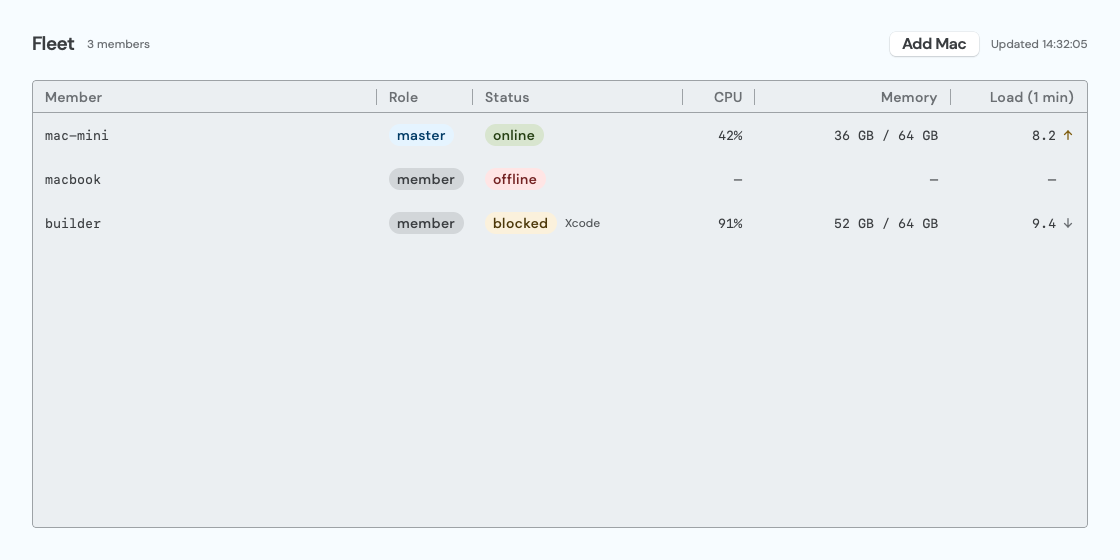 Fleet 3 members Add Mac Updated 14:32:05
Member Role Status CPU Memory Load (1 min)
mac-mini master online 42% 36 GB / 64 GB 8.2 ↑
macbook member offline – – –
builder member blocked Xcode 91% 52 GB / 64 GB 9.4 ↓